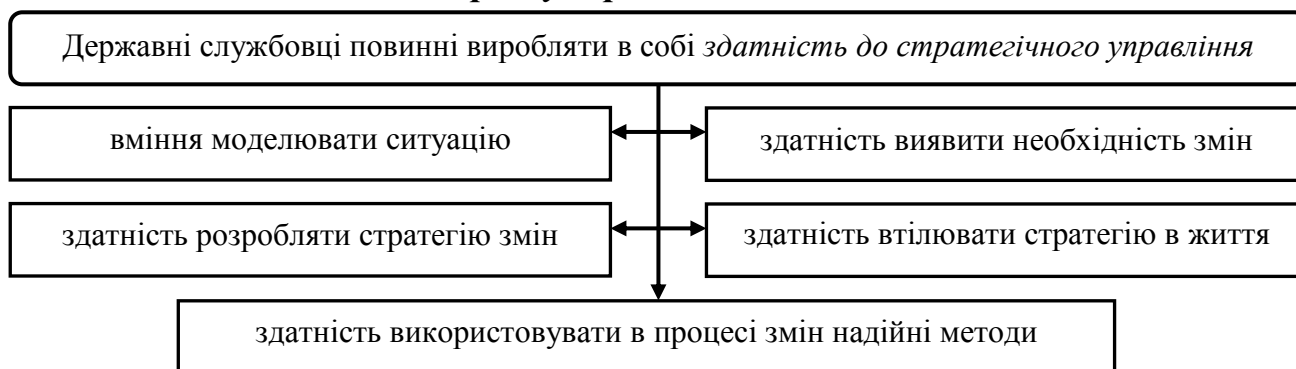 Державні службовці повинні виробляти в собі здатність до стратегічного управління
вміння моделювати ситуацію
здатність виявити необхідність змін
здатність розробляти стратегію змін
здатність втілювати стратегію в життя
здатність використовувати в процесі змін надійні методи